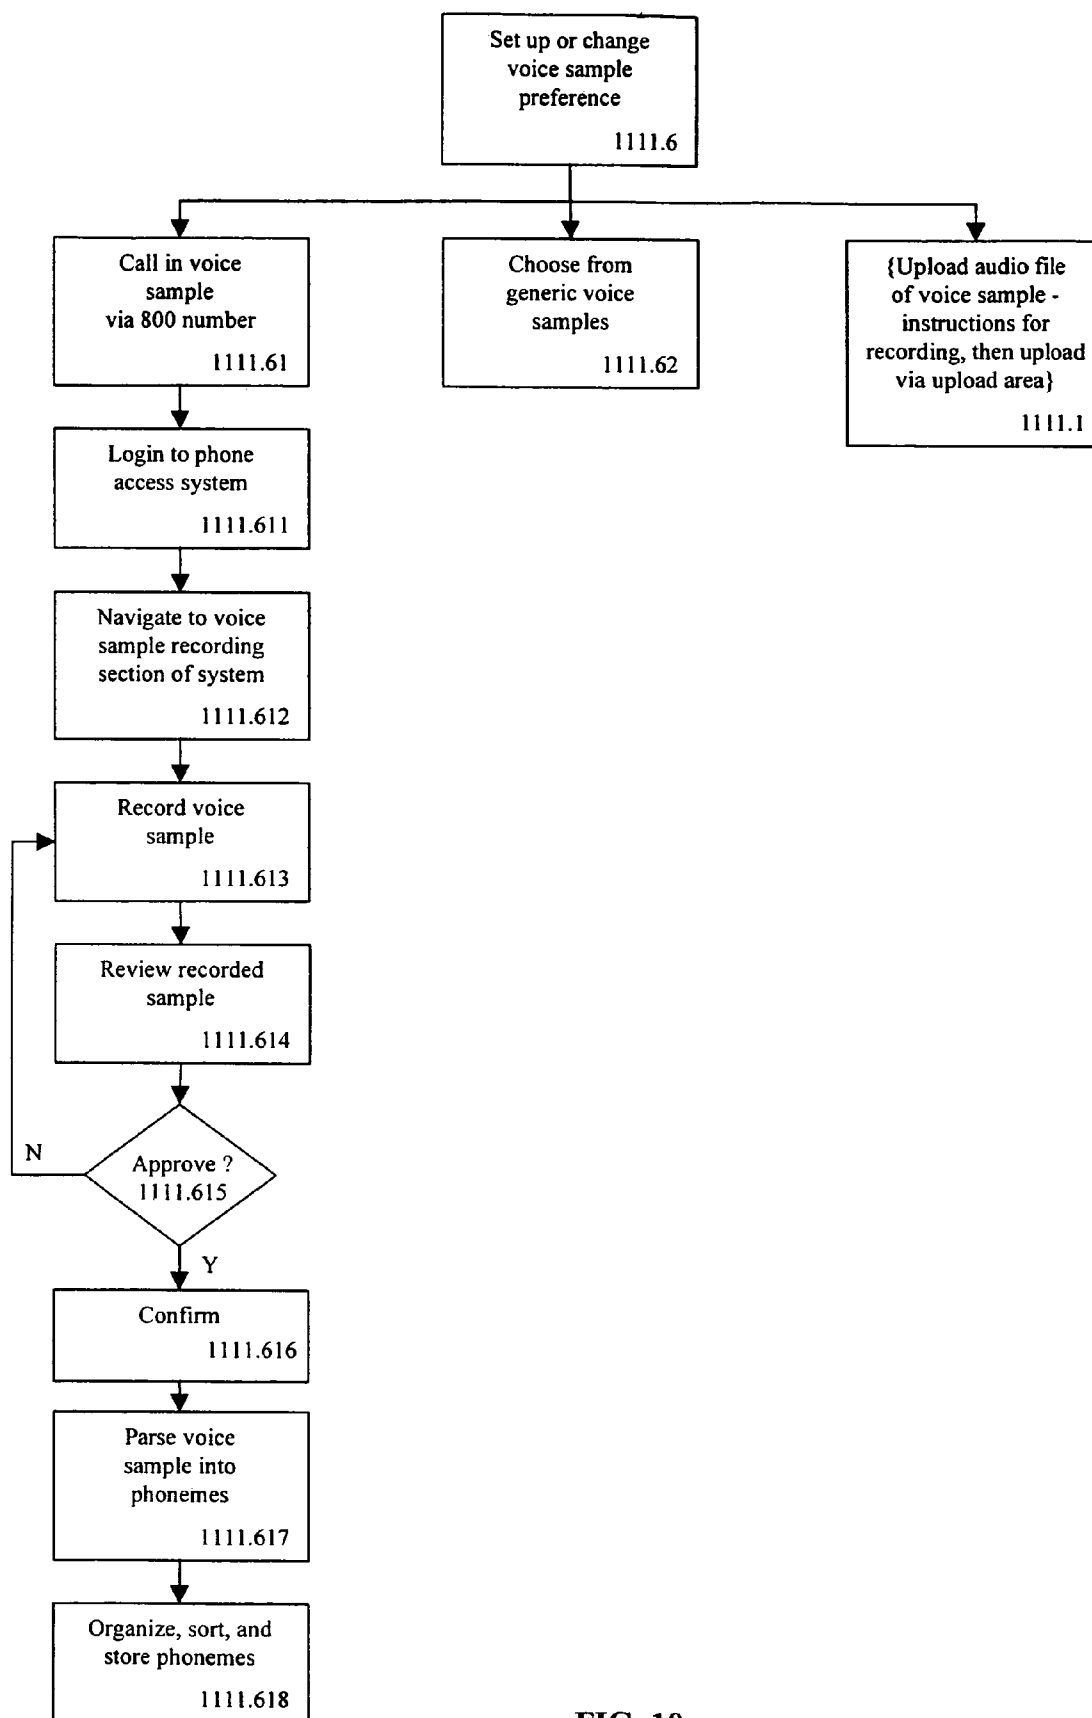 Set up or change
voice sample
preference
1111.6
Call in voice
sample
via 800 number
1111.61
Choose from
generic voice
samples
1111.62
{Upload audio file
of voice sample -
instructions for
recording, then upload
via upload area}
1111.1
Login to phone
access system
1111.611
Navigate to voice
sample recording
section of system
1111.612
Record voice
sample
1111.613
Review recorded
sample
1111.614
N
Approve ?
1111.615
Y
Confirm
1111.616
Parse voice
sample into
phonemes
1111.617
Organize, sort, and
store phonemes
1111.618
FIG.